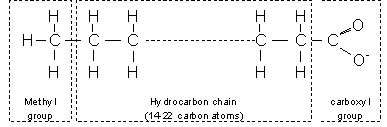 H H H H H
H C C C C C C O
O-
H H H H H
Methyl group
Hydrocarbon chain
(14-22 carbon atoms)
carboxyl group